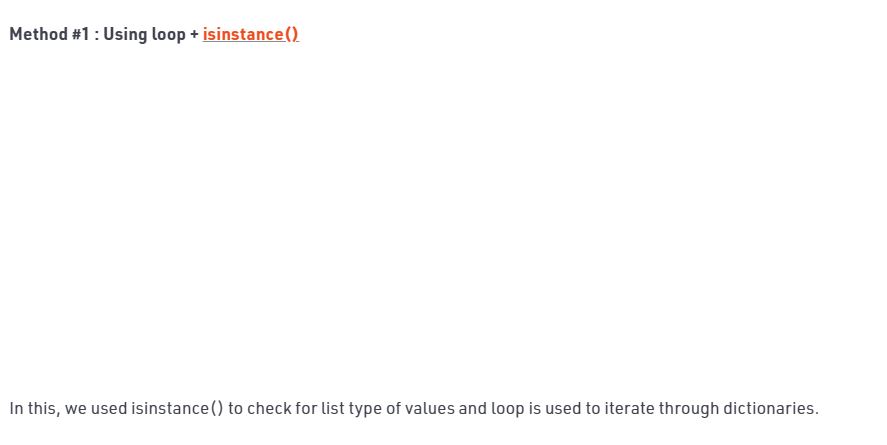 Method #1 : Using loop + isinstance()
In this, we used isinstance() to check for list type of values and loop is used to iterate through dictionaries.